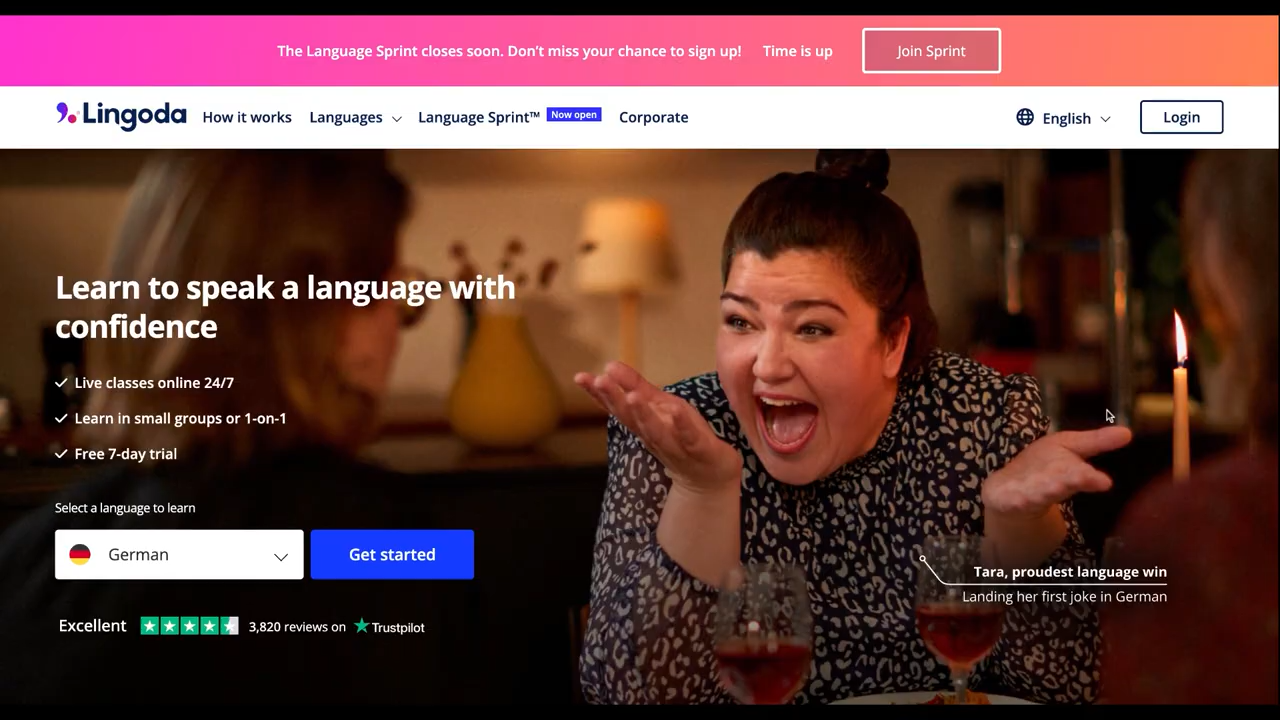 The Language Sprint closes soon. Don't miss your chance to sign up! Time is up Join Sprint
Lingoda How it works Languages Language Sprint™ Now open Corporate English Login
Learn to speak a language with
confidence
Live classes online 24/7
Learn in small groups or 1-on-1
Free 7-day trial
Select a language to learn
German Get started
Tara, proudest language win
Landing her first joke in German
Excellent 3,820 reviews on Trustpilot